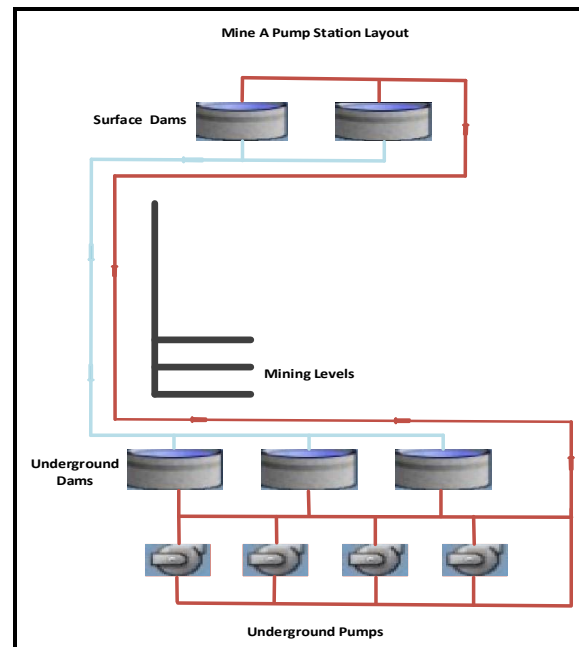 Mine A Pump Station Layout
Surface Dams
Mining Levels
Underground
Dams
Underground Pumps